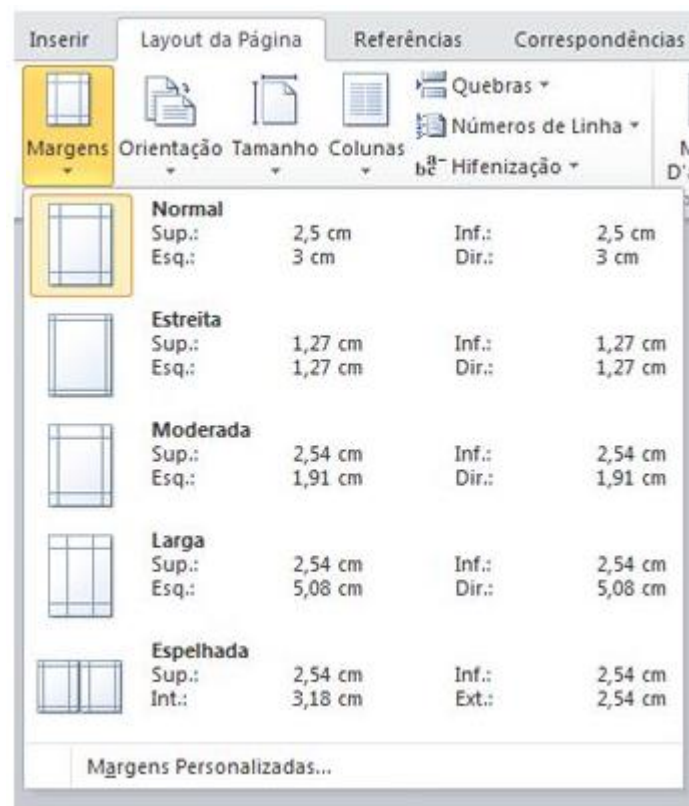 Inserir Layout da Página Referências Correspondências
Quebras
Números de Linha
Margens Orientação Tamanho Colunas
Hifenização
Normal
Sup.: 2,5 cm Inf.: 2,5 cm
Esq.: 3 cm Dir.: 3 cm
Estreita
Sup.: 1,27 cm Inf.: 1,27 cm
Esq.: 1,27 cm Dir.: 1,27 cm
Moderada
Sup.: 2,54 cm Inf.: 2,54 cm
Esq.: 1,91 cm Dir.: 1,91 cm
Larga
Sup.: 2,54 cm Inf.: 2,54 cm
Esq.: 5,08 cm Dir.: 5,08 cm
Espelhada
Sup.: 2,54 cm Inf.: 2,54 cm
Int.: 3,18 cm Ext.: 2,54 cm
Margens Personalizadas...